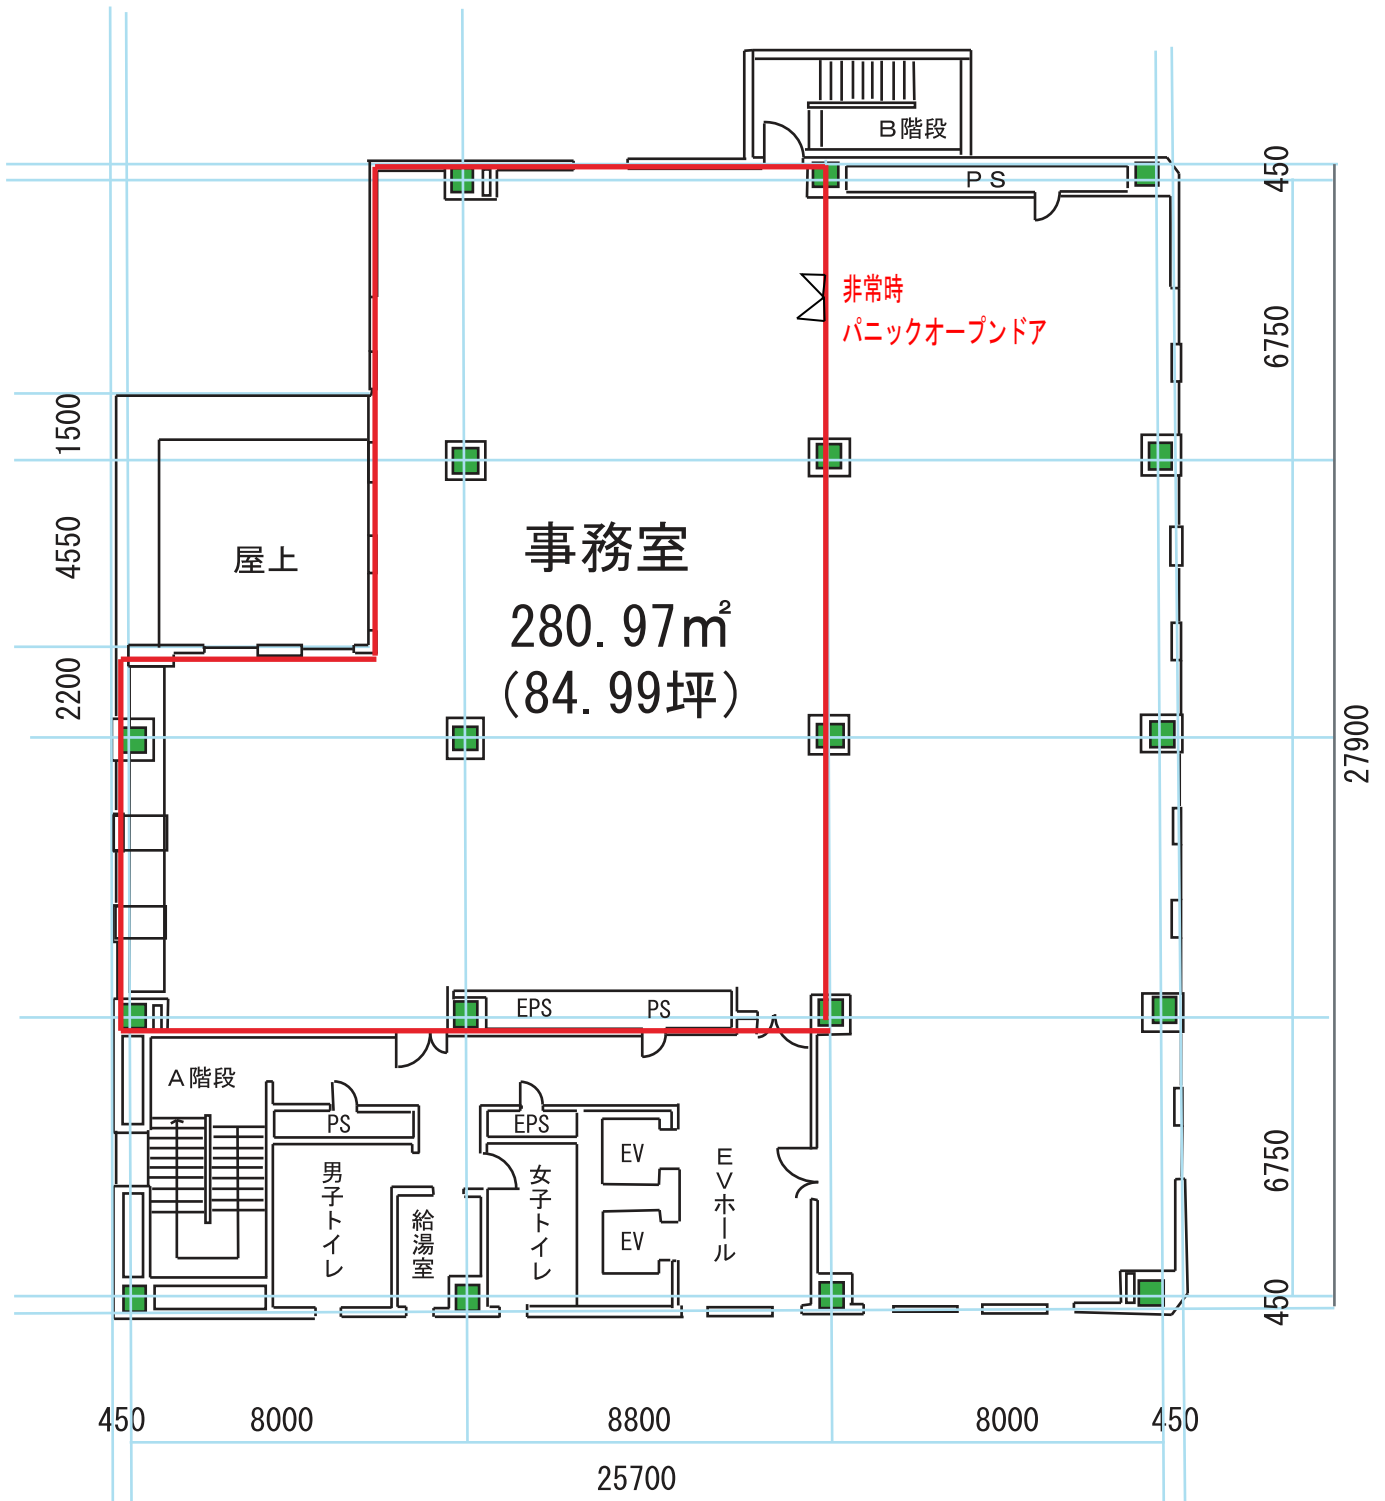 B階段
PS
450
非常時
パニックオープンドア
6750
1500
4550
屋上
事務室
280.97㎡
(84.99坪)
2200
27900
EPS
PS
A階段
PS
EPS
EV
EVホール
男子トイレ
女子トイレ
給湯室
EV
6750
450
450
8000
8800
8000
450
25700